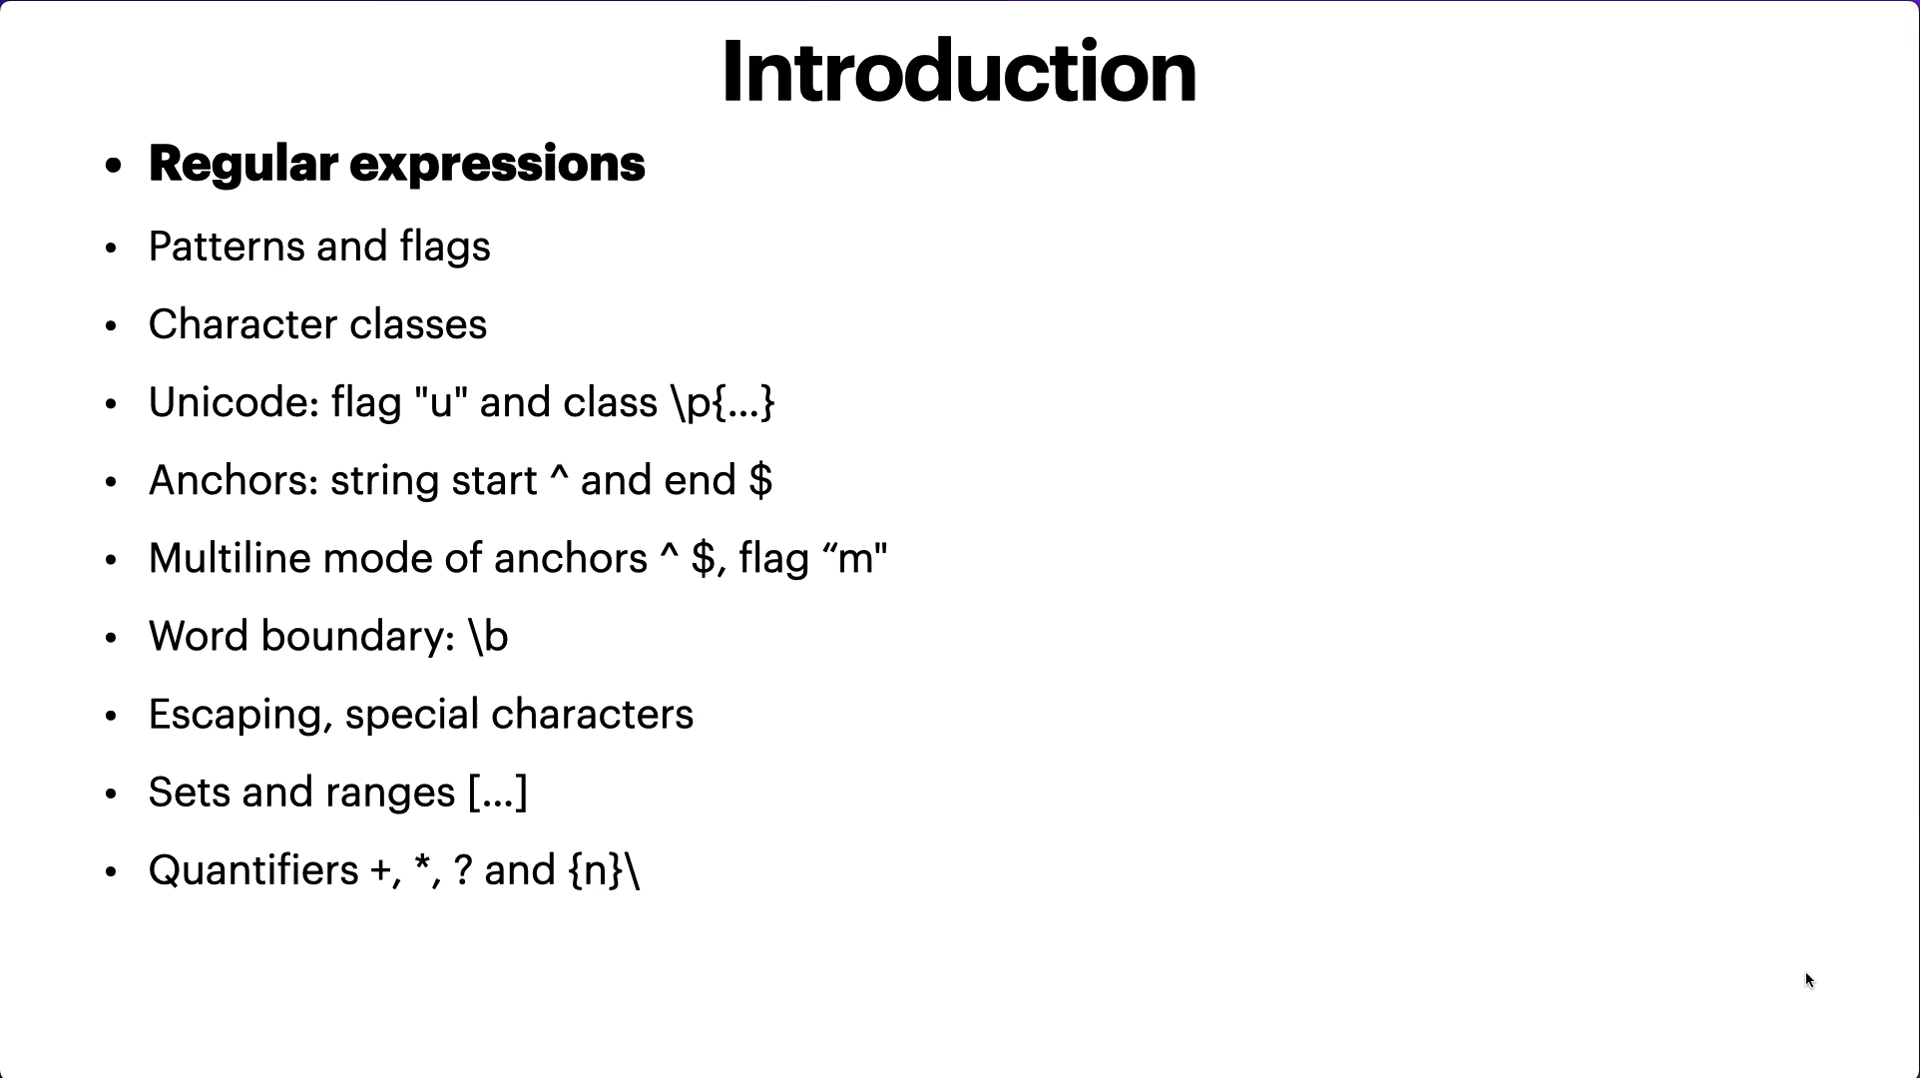 Introduction
• Regular expressions
• Patterns and flags
• Character classes
• Unicode: flag "u" and class \p{...}
• Anchors: string start ^ and end $
• Multiline mode of anchors ^ $, flag “m"
• Word boundary: \b
• Escaping, special characters
• Sets and ranges [...]
• Quantifiers +, *, ? and {n}\